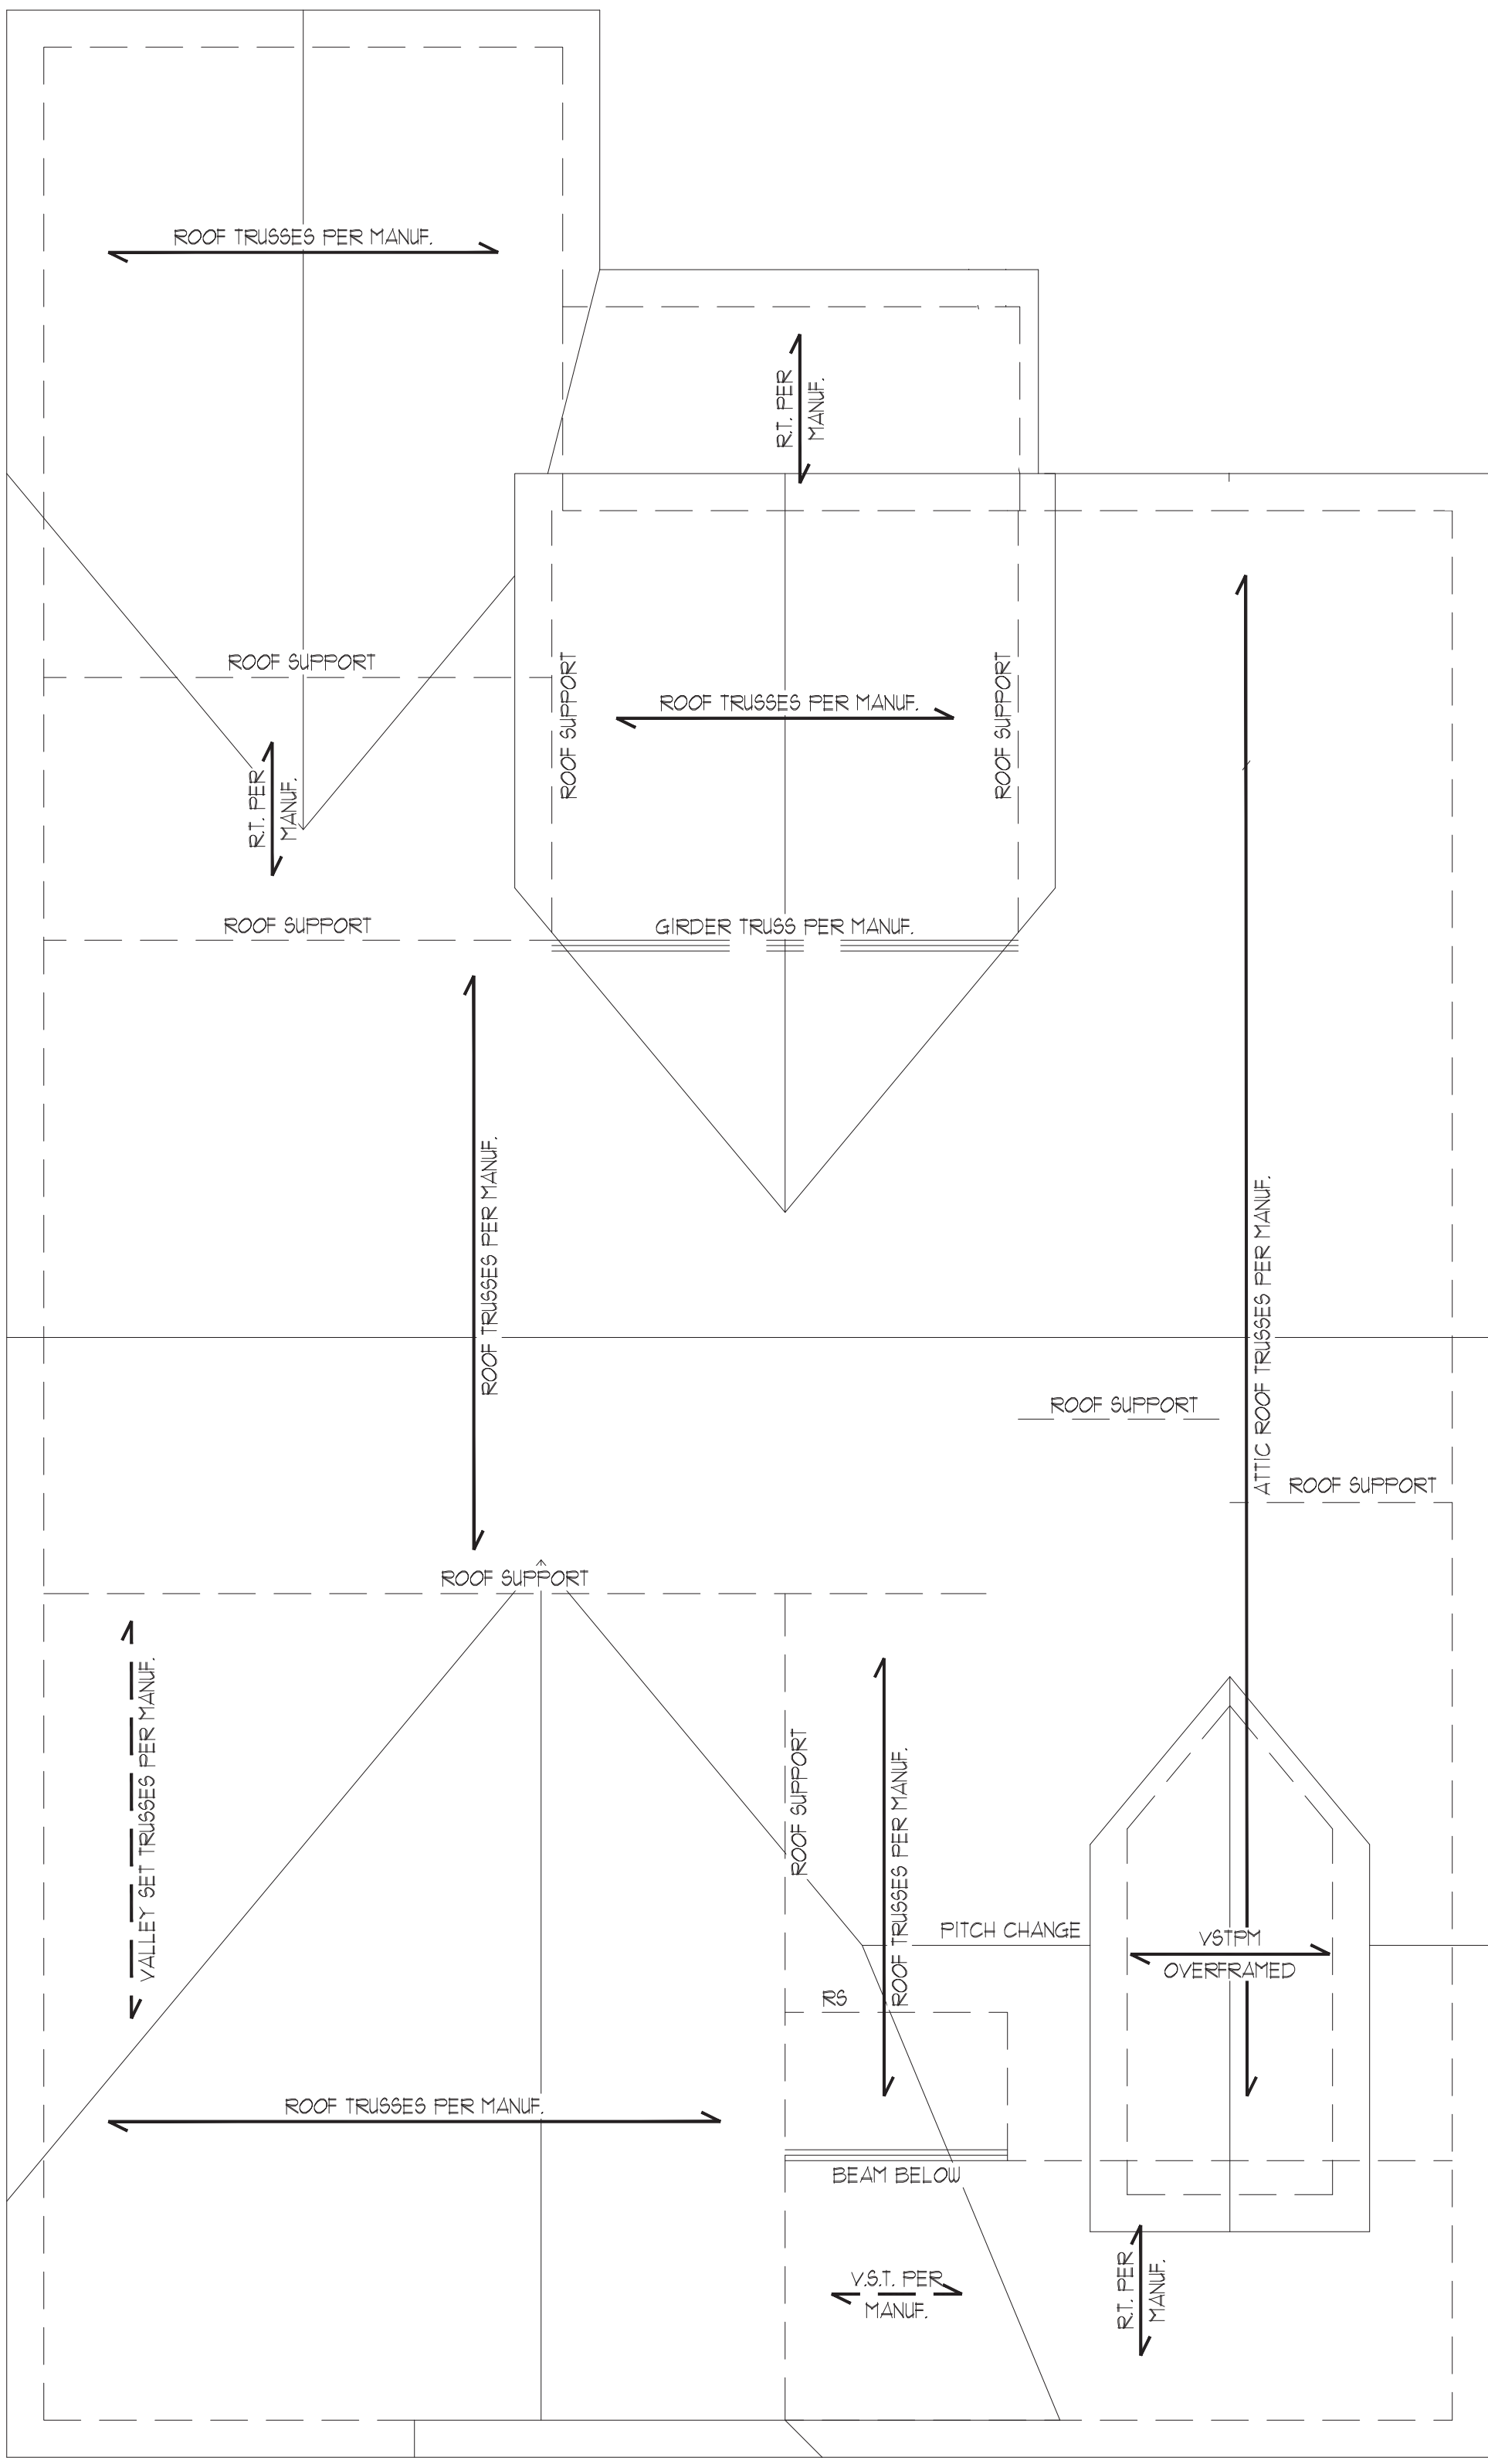 ROOF TRUSSES PER MANUF.
R.T. PER
MANUF.
ROOF SUPPORT
ROOF SUPPORT
ROOF TRUSSES PER MANUF.
ROOF SUPPORT
R.T. PER
MANUF.
ROOF SUPPORT
GIRDER TRUSS PER MANUF.
ROOF TRUSSES PER MANUF.
ATTIC ROOF TRUSSES PER MANUF.
ROOF SUPPORT
ROOF SUPPORT
ROOF SUPPORT
VALLEY SET TRUSSES PER MANUF.
ROOF SUPPORT
ROOF TRUSSES PER MANUF.
PITCH CHANGE
VSTPM
OVERFRAMED
RS
ROOF TRUSSES PER MANUF.
BEAM BELOW
V.S.T. PER
MANUF.
R.T. PER
MANUF.